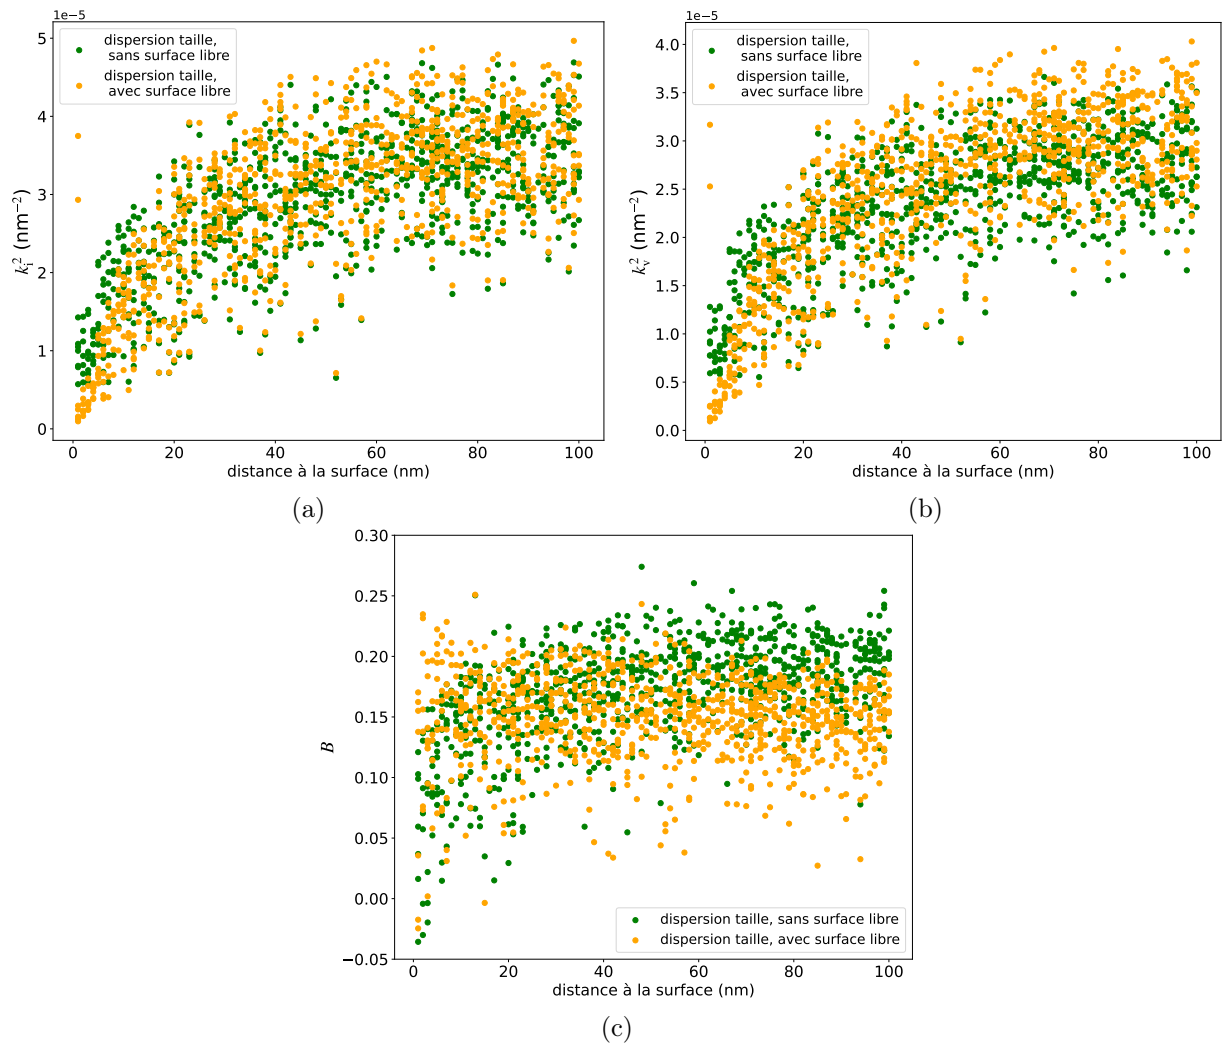 1e−5
dispersion taille,
sans surface libre
dispersion taille,
avec surface libre
5
4
3
2
1
0
k_i^2 (nm−2)
0 20 40 60 80 100
distance à la surface (nm)
(a)
1e−5
dispersion taille,
sans surface libre
dispersion taille,
avec surface libre
4.0
3.5
3.0
2.5
2.0
1.5
1.0
0.5
0.0
k_v^2 (nm−2)
0 20 40 60 80 100
distance à la surface (nm)
(b)
0.30
0.25
0.20
0.15
0.10
0.05
0.00
−0.05
B
dispersion taille, sans surface libre
dispersion taille, avec surface libre
0 20 40 60 80 100
distance à la surface (nm)
(c)